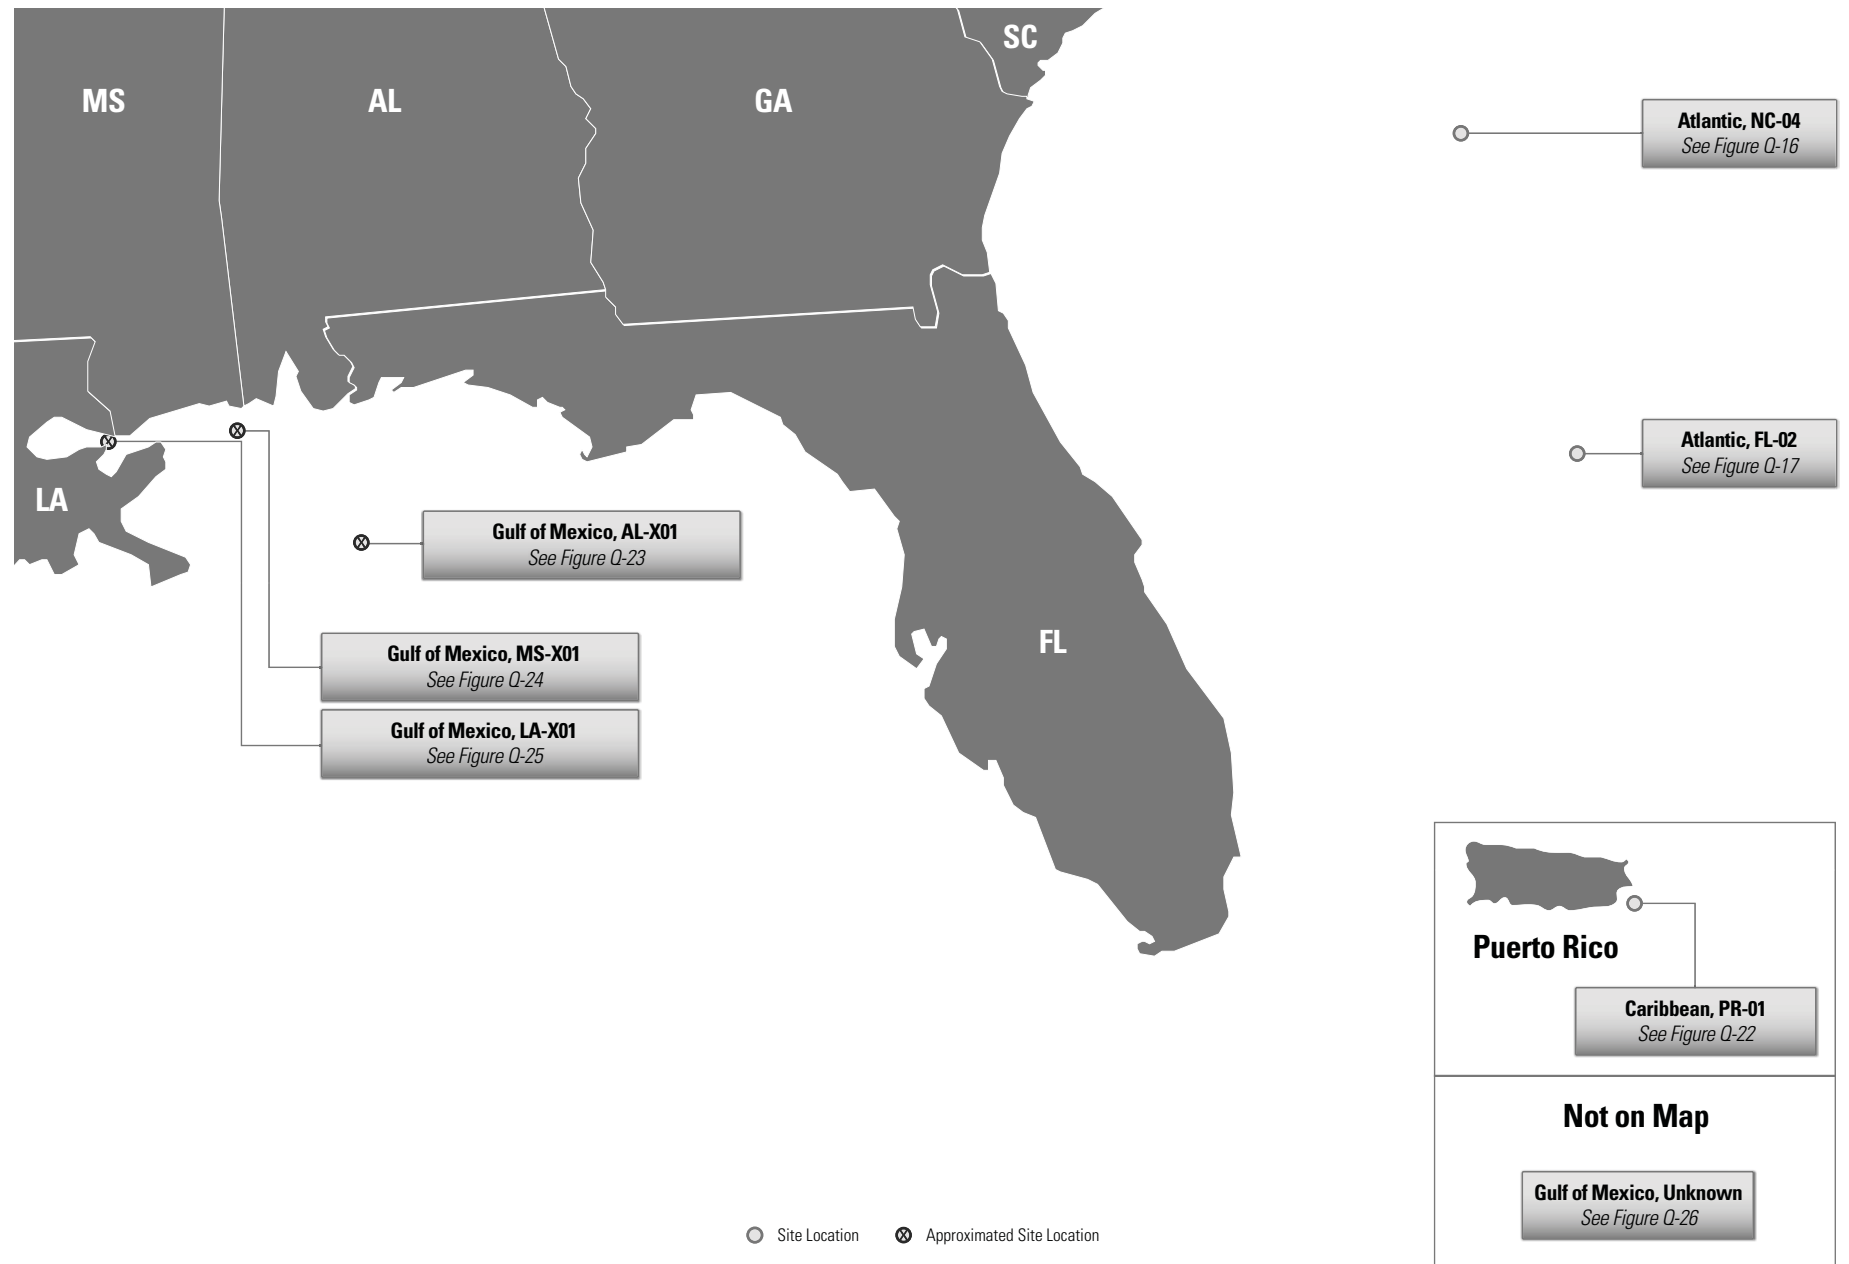 SC
MS
AL
GA
Atlantic, NC-04
See Figure Q-16
Atlantic, FL-02
See Figure Q-17
LA
Gulf of Mexico, AL-X01
See Figure Q-23
FL
Gulf of Mexico, MS-X01
See Figure Q-24
Gulf of Mexico, LA-X01
See Figure Q-25
Puerto Rico
Caribbean, PR-01
See Figure Q-22
Not on Map
Gulf of Mexico, Unknown
See Figure Q-26
Site Location
Approximated Site Location